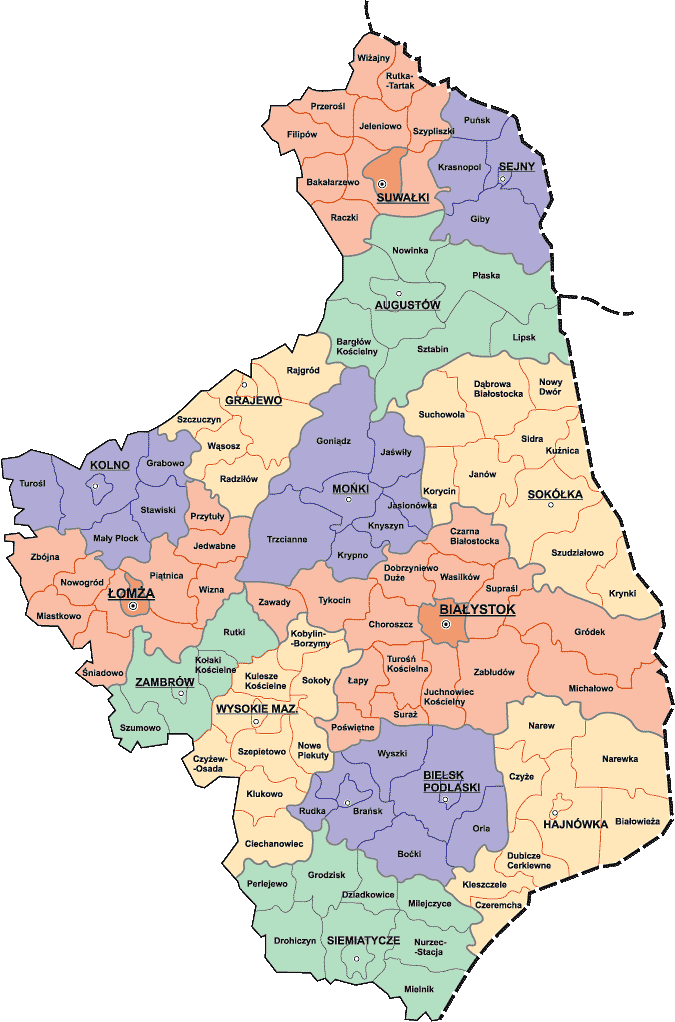 Wiżajny
Rutka-
-Tartak
Przerośl
Filipów
Jeleniowo
Szypliszki
Puńsk
Krasnopol
SEJNY
Bakałarzewo
SUWAŁKI
Raczki
Giby
Nowinka
Płaska
AUGUSTÓW
Bargłów
Kościelny
Sztabin
Lipsk
Rajgród
GRAJEWO
Szczuczyn
Wąsosz
Radziłów
Dąbrowa
Białostocka
Nowy
Dwór
Suchowola
Sidra
Kuźnica
Janów
Korycin
SOKÓŁKA
Szudziałowo
Krynki
Goniądz
Jaświły
MOŃKI
Jasionówka
Knyszyn
Trzcianne
Krypno
KOLNO
Grabowo
Turośl
Stawiski
Mały Płock
Przytuły
Jedwabne
Zbójna
Nowogród
Piątnica
ŁOMŻA
Wizna
Miastkowo
Śniadowo
Czarna
Białostocka
Dobrzyniewo
Duże
Wasilków
Supraśl
Zawady
Tykocin
Choroszcz
BIAŁYSTOK
Gródek
Michałowo
Zabłudów
Turośń
Kościelna
Łapy
Juchnowiec
Kościelny
Suraż
Poświętne
Rutki
Kołaki
Kościelne
ZAMBRÓW
Szumowo
Kobylin-
-Borzymy
Kulesze
Kościelne
Sokoły
WYSOKIE MAZ.
Szepietowo
Nowe
Piekuty
Czyżew-
-Osada
Klukowo
Ciechanowiec
Wyszki
BIELSK
PODLASKI
Rudka
Brańsk
Orla
Boćki
Narew
Narewka
Czyże
HAJNÓWKA
Białowieża
Dubicze
Cerkiewne
Kleszczele
Czeremcha
Perlejewo
Grodzisk
Dziadkowice
Milejczyce
Drohiczyn
SIEMIATYCZE
Nurzec-
-Stacja
Mielnik